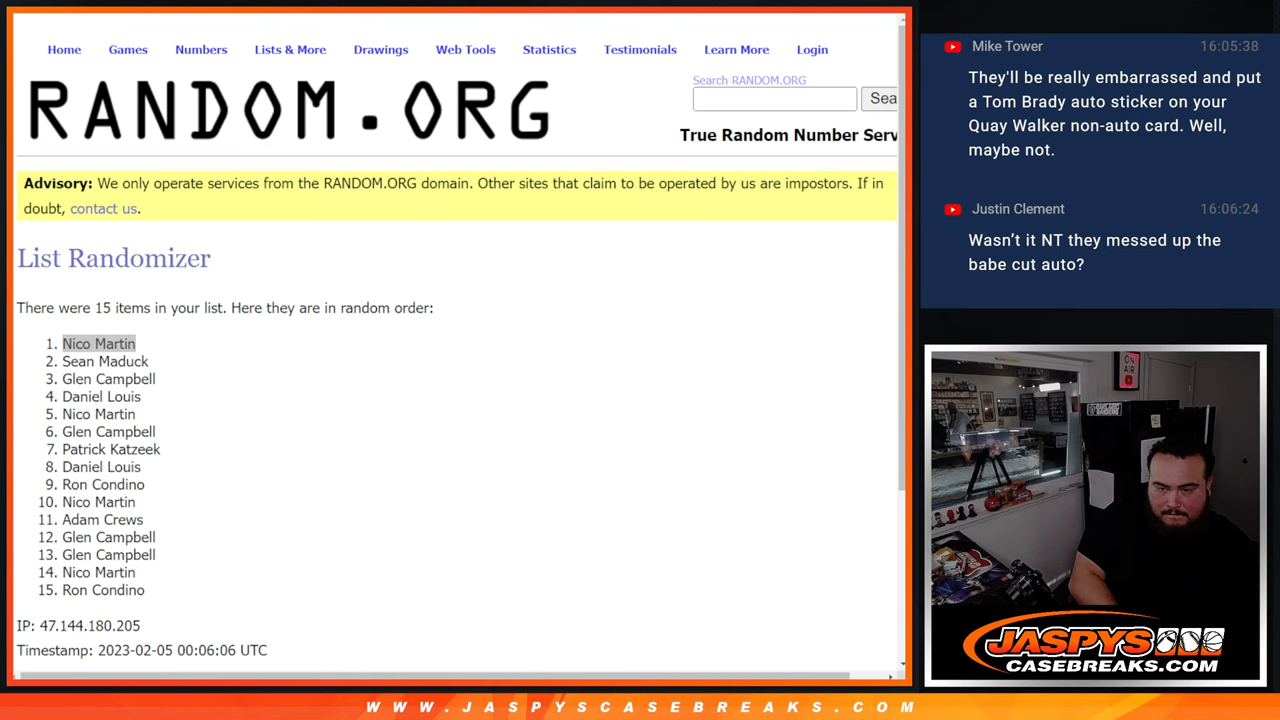 Home Games Numbers Lists & More Drawings Web Tools Statistics Testimonials Learn More Login
RANDOM.ORG
Search RANDOM.ORG
Sea
True Random Number Serv
Advisory: We only operate services from the RANDOM.ORG domain. Other sites that claim to be operated by us are impostors. If in
doubt, contact us.
List Randomizer
There were 15 items in your list. Here they are in random order:
1. Nico Martin
2. Sean Maduck
3. Glen Campbell
4. Daniel Louis
5. Nico Martin
6. Glen Campbell
7. Patrick Katzeek
8. Daniel Louis
9. Ron Condino
10. Nico Martin
11. Adam Crews
12. Glen Campbell
13. Glen Campbell
14. Nico Martin
15. Ron Condino
IP: 47.144.180.205
Timestamp: 2023-02-05 00:06:06 UTC
Mike Tower 16:05:38
They'll be really embarrassed and put
a Tom Brady auto sticker on your
Quay Walker non-auto card. Well,
maybe not.
Justin Clement 16:06:24
Wasn’t it NT they messed up the
babe cut auto?
ON
AIR
JASPYS
CASEBREAKS.COM
WWW.JASPYSCASEBREAKS.COM